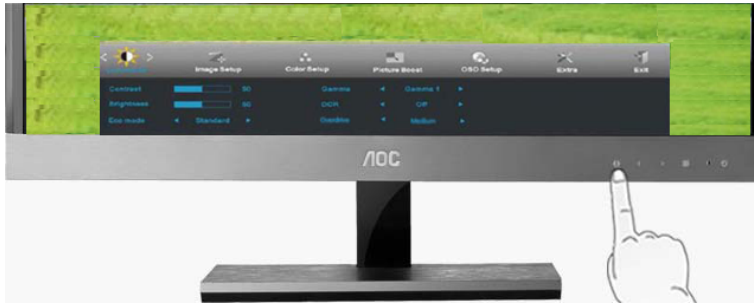 Image Setup Color Setup Picture Boost OSD Setup Extra Exit
Contrast 50 Gamma Gamma 1
Brightness 50 DCR Off
Eco mode Standard Overdrive Medium
AOC